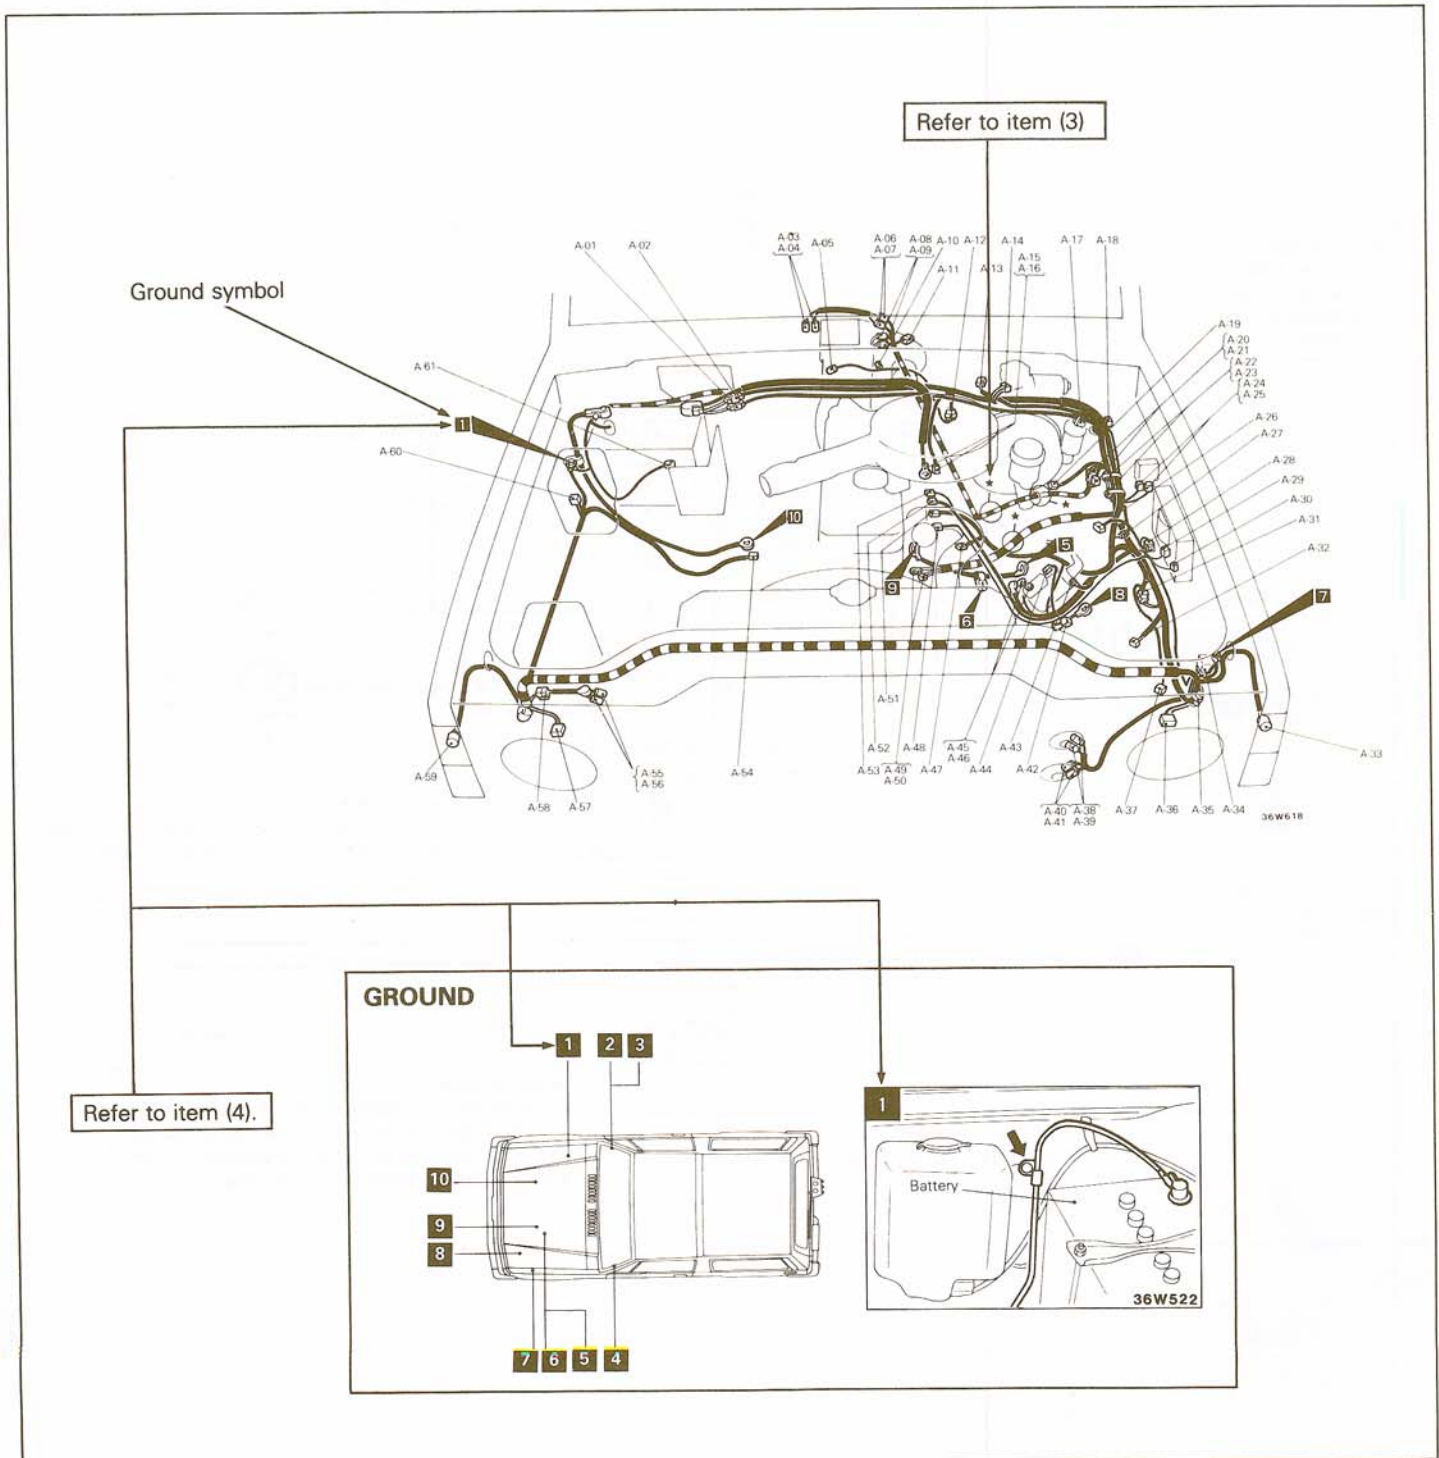 Refer to item (3)
A-01
A-02
A-03
A-04
A-05
A-06
A-07
A-08
A-09
A-10
A-11
A-12
A-13
A-14
A-15
A-16
A-17
A-18
Ground symbol
A-19
A-20
A-21
A-22
A-23
A-24
A-25
A-26
A-27
A-28
A-29
A-30
A-31
A-32
A-61
1
A-60
10
5
9
8
6
7
A-51
A-52
A-48
A-45
A-46
A-43
A-53
A-49
A-50
A-47
A-44
A-42
A-33
A-59
A-58
A-57
A-55
A-56
A-54
A-40
A-41
A-38
A-39
A-37
A-36
A-35
A-34
36W618
GROUND
1
2
3
Refer to item (4).
10
9
8
7
6
5
4
1
Battery
36W522